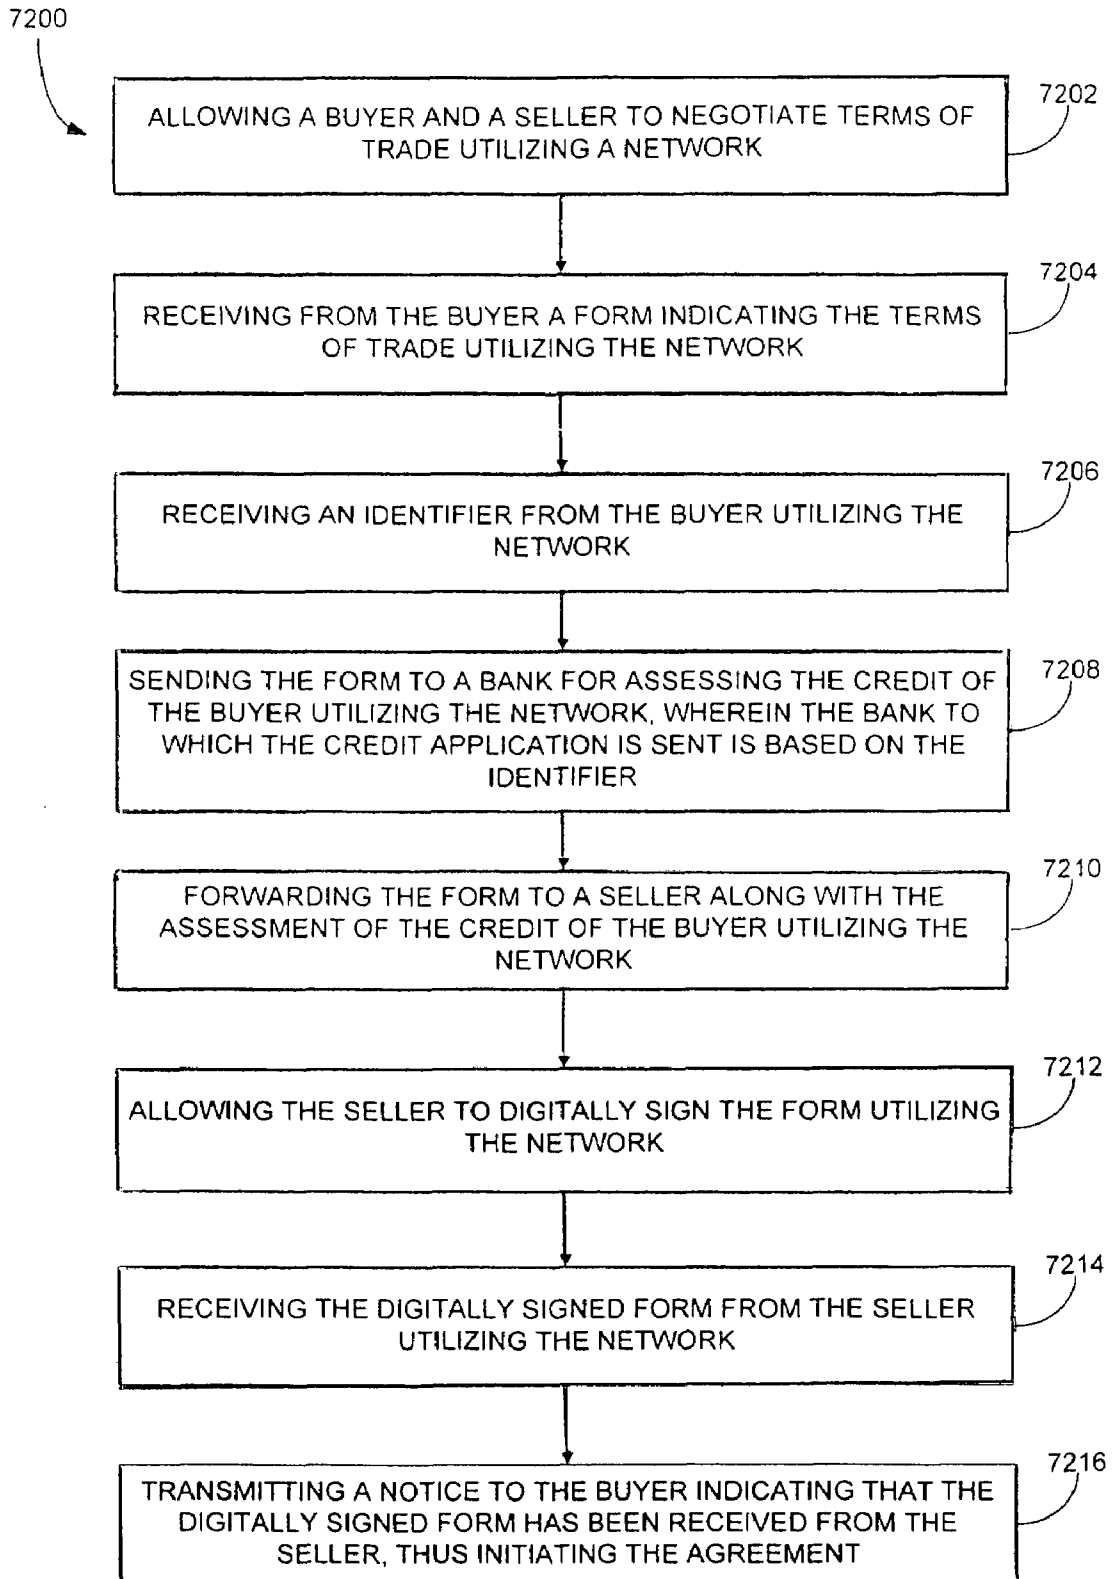 7200
7202
ALLOWING A BUYER AND A SELLER TO NEGOTIATE TERMS OF
TRADE UTILIZING A NETWORK
7204
RECEIVING FROM THE BUYER A FORM INDICATING THE TERMS
OF TRADE UTILIZING THE NETWORK
7206
RECEIVING AN IDENTIFIER FROM THE BUYER UTILIZING THE
NETWORK
7208
SENDING THE FORM TO A BANK FOR ASSESSING THE CREDIT OF
THE BUYER UTILIZING THE NETWORK, WHEREIN THE BANK TO
WHICH THE CREDIT APPLICATION IS SENT IS BASED ON THE
IDENTIFIER
7210
FORWARDING THE FORM TO A SELLER ALONG WITH THE
ASSESSMENT OF THE CREDIT OF THE BUYER UTILIZING THE
NETWORK
7212
ALLOWING THE SELLER TO DIGITALLY SIGN THE FORM UTILIZING
THE NETWORK
7214
RECEIVING THE DIGITALLY SIGNED FORM FROM THE SELLER
UTILIZING THE NETWORK
7216
TRANSMITTING A NOTICE TO THE BUYER INDICATING THAT THE
DIGITALLY SIGNED FORM HAS BEEN RECEIVED FROM THE
SELLER, THUS INITIATING THE AGREEMENT